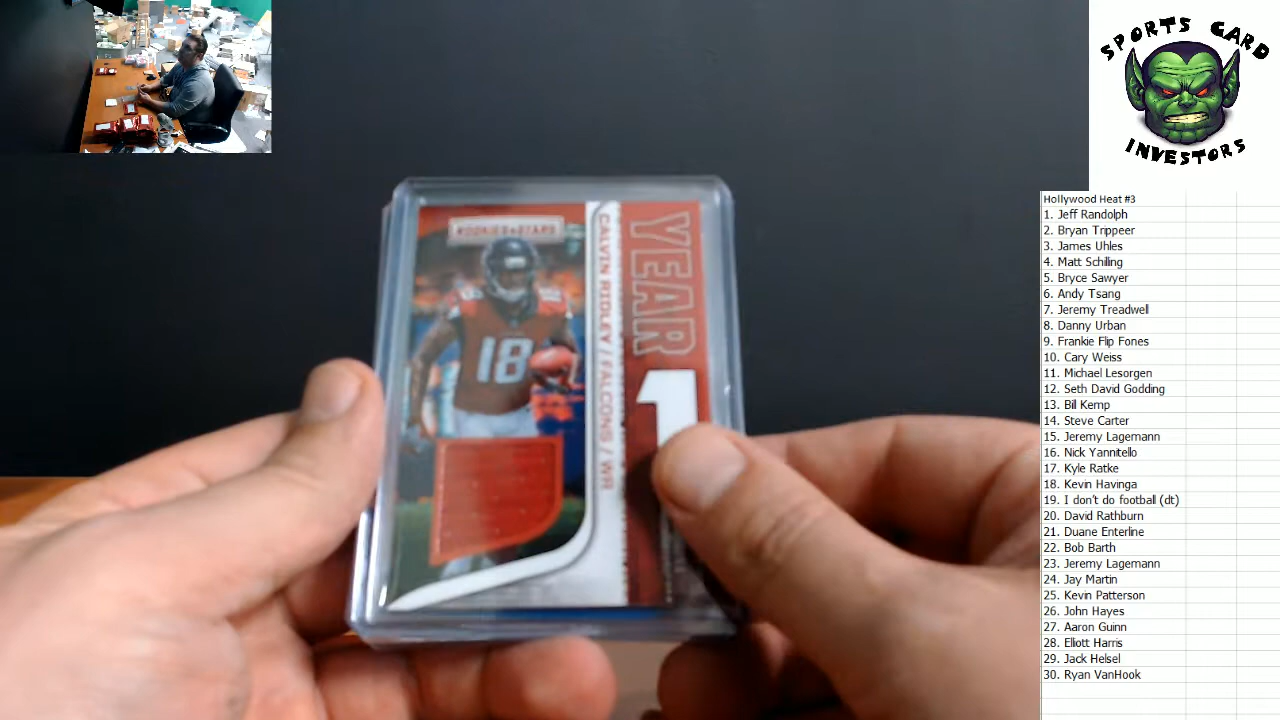 SPORTS CARD
INVESTORS
ROOKIES & STARS
CALVIN RIDLEY / FALCONS / WR
YEAR
1
18
18
Hollywood Heat #3
1. Jeff Randolph
2. Bryan Trippeer
3. James Uhles
4. Matt Schiling
5. Bryce Sawyer
6. Andy Tsang
7. Jeremy Treadwell
8. Danny Urban
9. Frankie Flip Fones
10. Cary Weiss
11. Michael Lesorgen
12. Seth David Godding
13. Bill Kemp
14. Steve Carter
15. Jeremy Lagemann
16. Nick Yannitello
17. Kyle Ratke
18. Kevin Havinga
19. I don't do football (dt)
20. David Rathburn
21. Duane Enterline
22. Bob Barth
23. Jeremy Lagemann
24. Jay Martin
25. Kevin Patterson
26. John Hayes
27. Aaron Guinn
28. Eliott Harris
29. Jack Helsel
30. Ryan VanHook